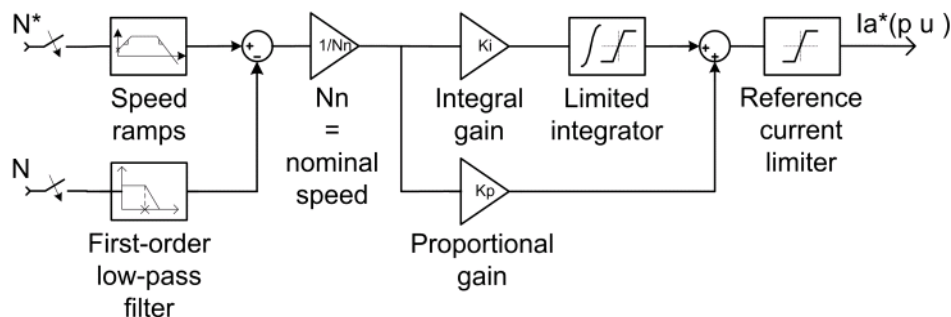 N*
Ia*(p u )
1/Nn
Ki
Speed
ramps
Nn
=
nominal
speed
Integral
gain
Limited
integrator
Reference
current
limiter
N
Kp
First-order
low-pass
filter
Proportional
gain